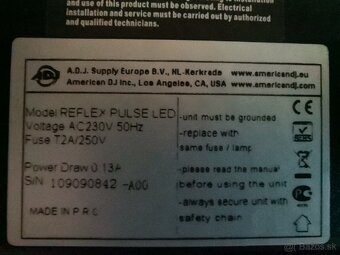 use of this product must be observed. Electrical
installation and service must be carried out by
authorized and qualified technicians.
A.D.J. Supply Europe B.V., NL-Kerkrade
www.americandj.eu
American DJ Inc., Los Angeles, CA, USA
www.americandj.com
Model REFLEX PULSE LED
Voltage AC230V 50Hz
Fuse T2A/250V
Power Draw 0.13A
S/N 109090842 -A00
MADE IN P.R.C
-unit must be grounded
-replace with
same fuse / lamp
-please read the manual
before using the unit
-always secure unit with
safety chain
CE
bazos.sk